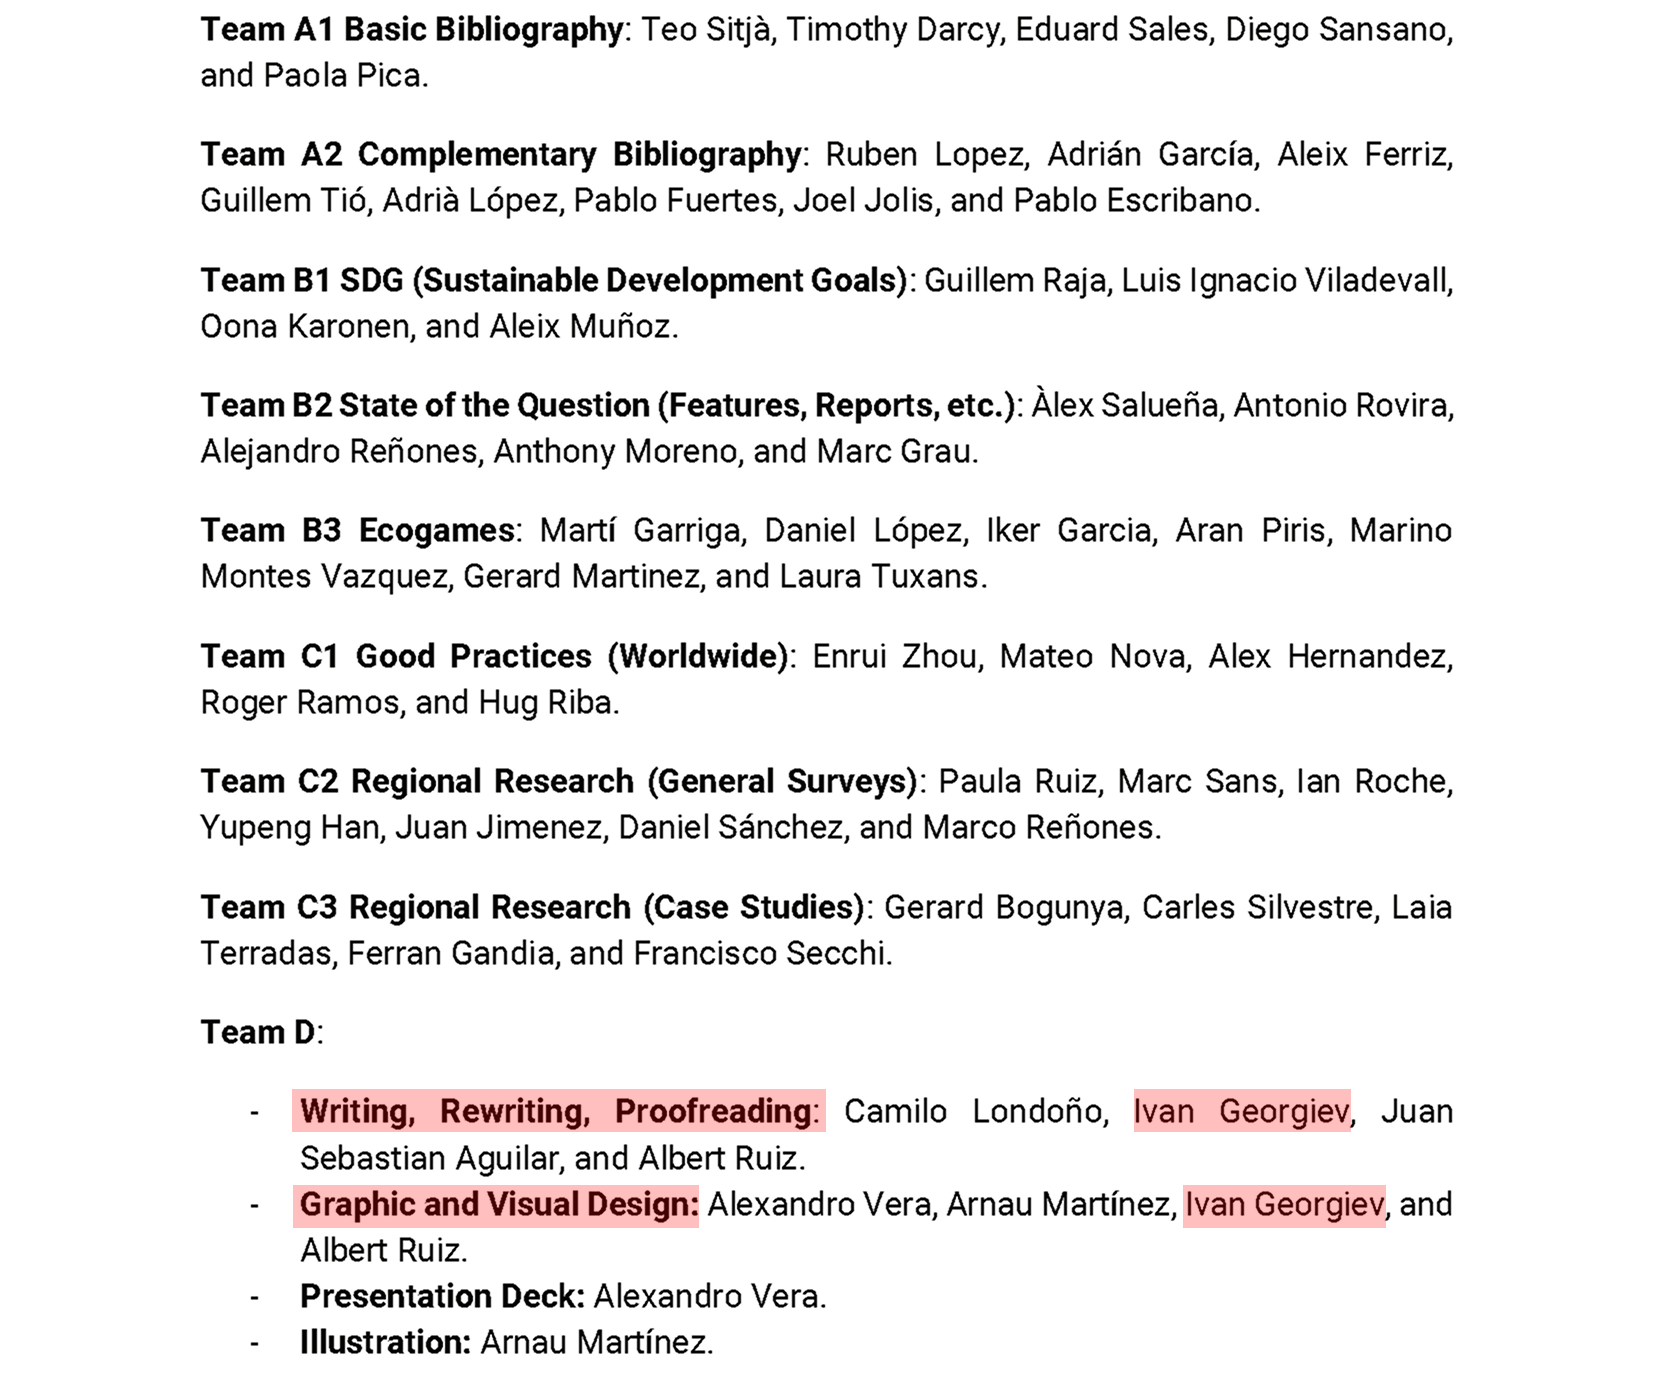 Team A1 Basic Bibliography: Teo Sitjà, Timothy Darcy, Eduard Sales, Diego Sansano,
and Paola Pica.
Team A2 Complementary Bibliography: Ruben Lopez, Adrián García, Aleix Ferriz,
Guillem Tió, Adrià López, Pablo Fuertes, Joel Jolis, and Pablo Escribano.
Team B1 SDG (Sustainable Development Goals): Guillem Raja, Luis Ignacio Viladevall,
Oona Karonen, and Aleix Muñoz.
Team B2 State of the Question (Features, Reports, etc.): Àlex Salueña, Antonio Rovira,
Alejandro Reñones, Anthony Moreno, and Marc Grau.
Team B3 Ecogames: Martí Garriga, Daniel López, Iker Garcia, Aran Piris, Marino
Montes Vazquez, Gerard Martinez, and Laura Tuxans.
Team C1 Good Practices (Worldwide): Enrui Zhou, Mateo Nova, Alex Hernandez,
Roger Ramos, and Hug Riba.
Team C2 Regional Research (General Surveys): Paula Ruiz, Marc Sans, Ian Roche,
Yupeng Han, Juan Jimenez, Daniel Sánchez, and Marco Reñones.
Team C3 Regional Research (Case Studies): Gerard Bogunya, Carles Silvestre, Laia
Terradas, Ferran Gandia, and Francisco Secchi.
Team D:
- Writing, Rewriting, Proofreading: Camilo Londoño, Ivan Georgiev, Juan
Sebastian Aguilar, and Albert Ruiz.
- Graphic and Visual Design: Alexandro Vera, Arnau Martínez, Ivan Georgiev, and
Albert Ruiz.
- Presentation Deck: Alexandro Vera.
- Illustration: Arnau Martínez.